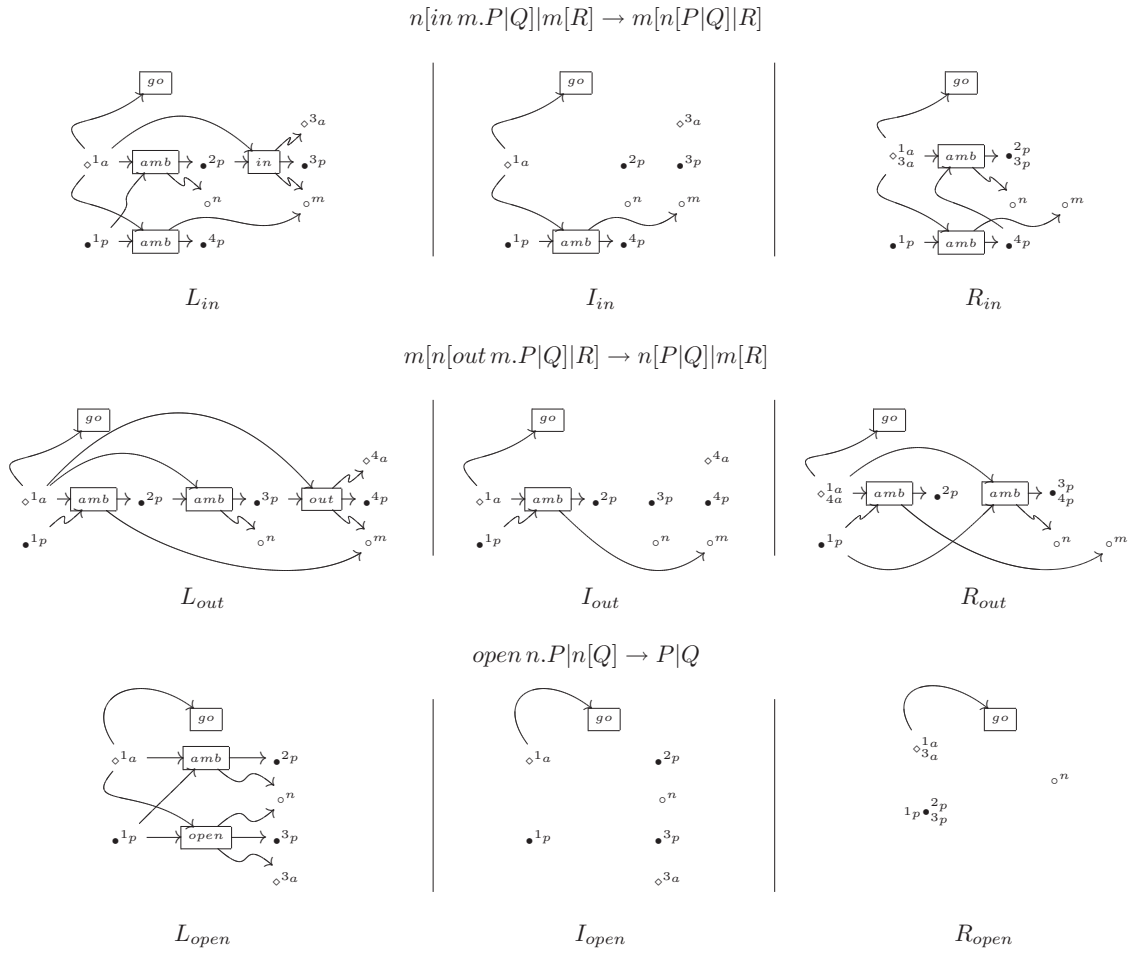 n[in m.P|Q]|m[R] → m[n[P|Q]|R]
go go go
◇3a ◇3a
◇1a amb •2p in •3p ◇1a •2p •3p ◇1a 3a amb •2p 3p
○n ○m ○n ○m ○n ○m
•1p amb •4p •1p amb •4p •1p amb •4p
L_in I_in R_in
m[n[out m.P|Q]|R] → n[P|Q]|m[R]
go go go
◇4a ◇4a
◇1a amb •2p amb •3p out •4p ◇1a amb •2p •3p •4p ◇1a 4a amb •2p amb •3p 4p
•1p ○n ○m •1p ○n ○m •1p ○n ○m
L_out I_out R_out
open n.P|n[Q] → P|Q
go go go
◇1a amb •2p ◇1a •2p ◇1a 3a
○n ○n ○n
•1p open •3p •1p •3p 1p•2p 3p
◇3a ◇3a
L_open I_open R_open